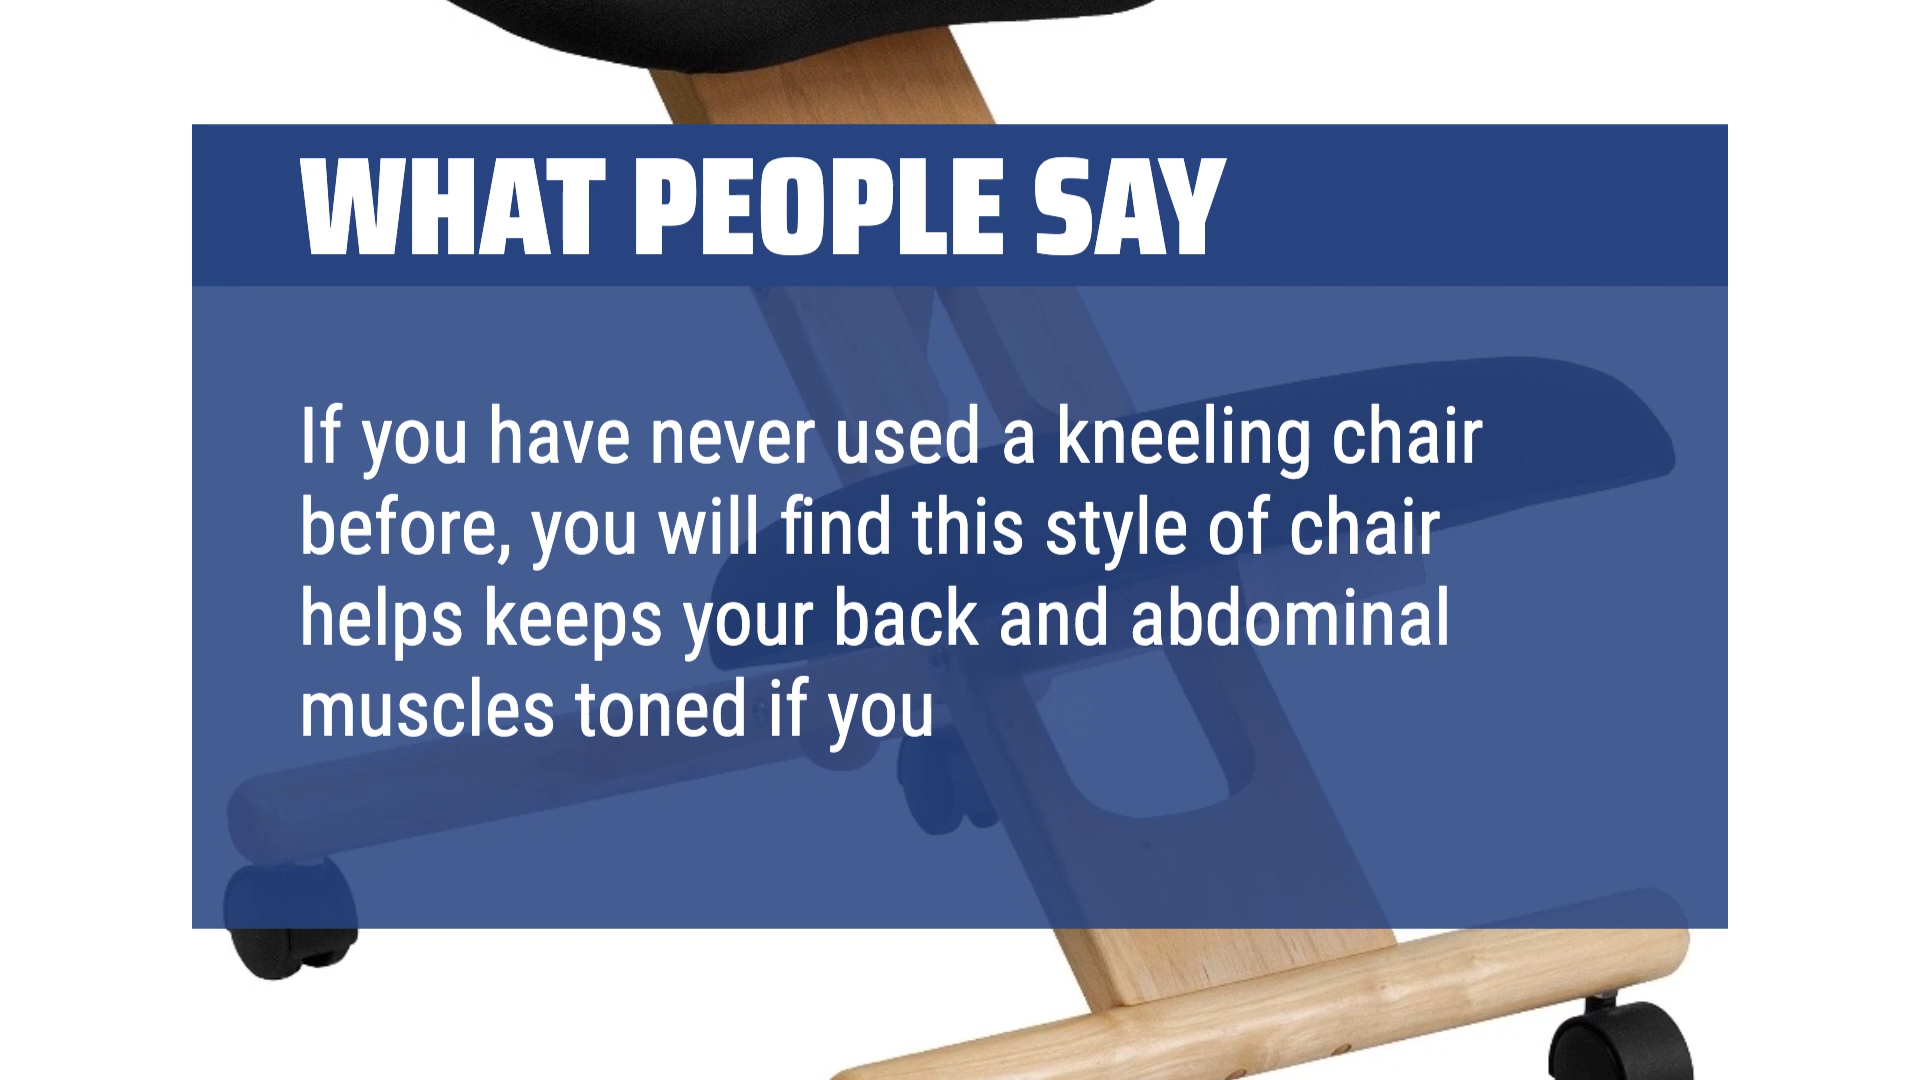 WHAT PEOPLE SAY
If you have never used a kneeling chair
before, you will find this style of chair
helps keeps your back and abdominal
muscles toned if you